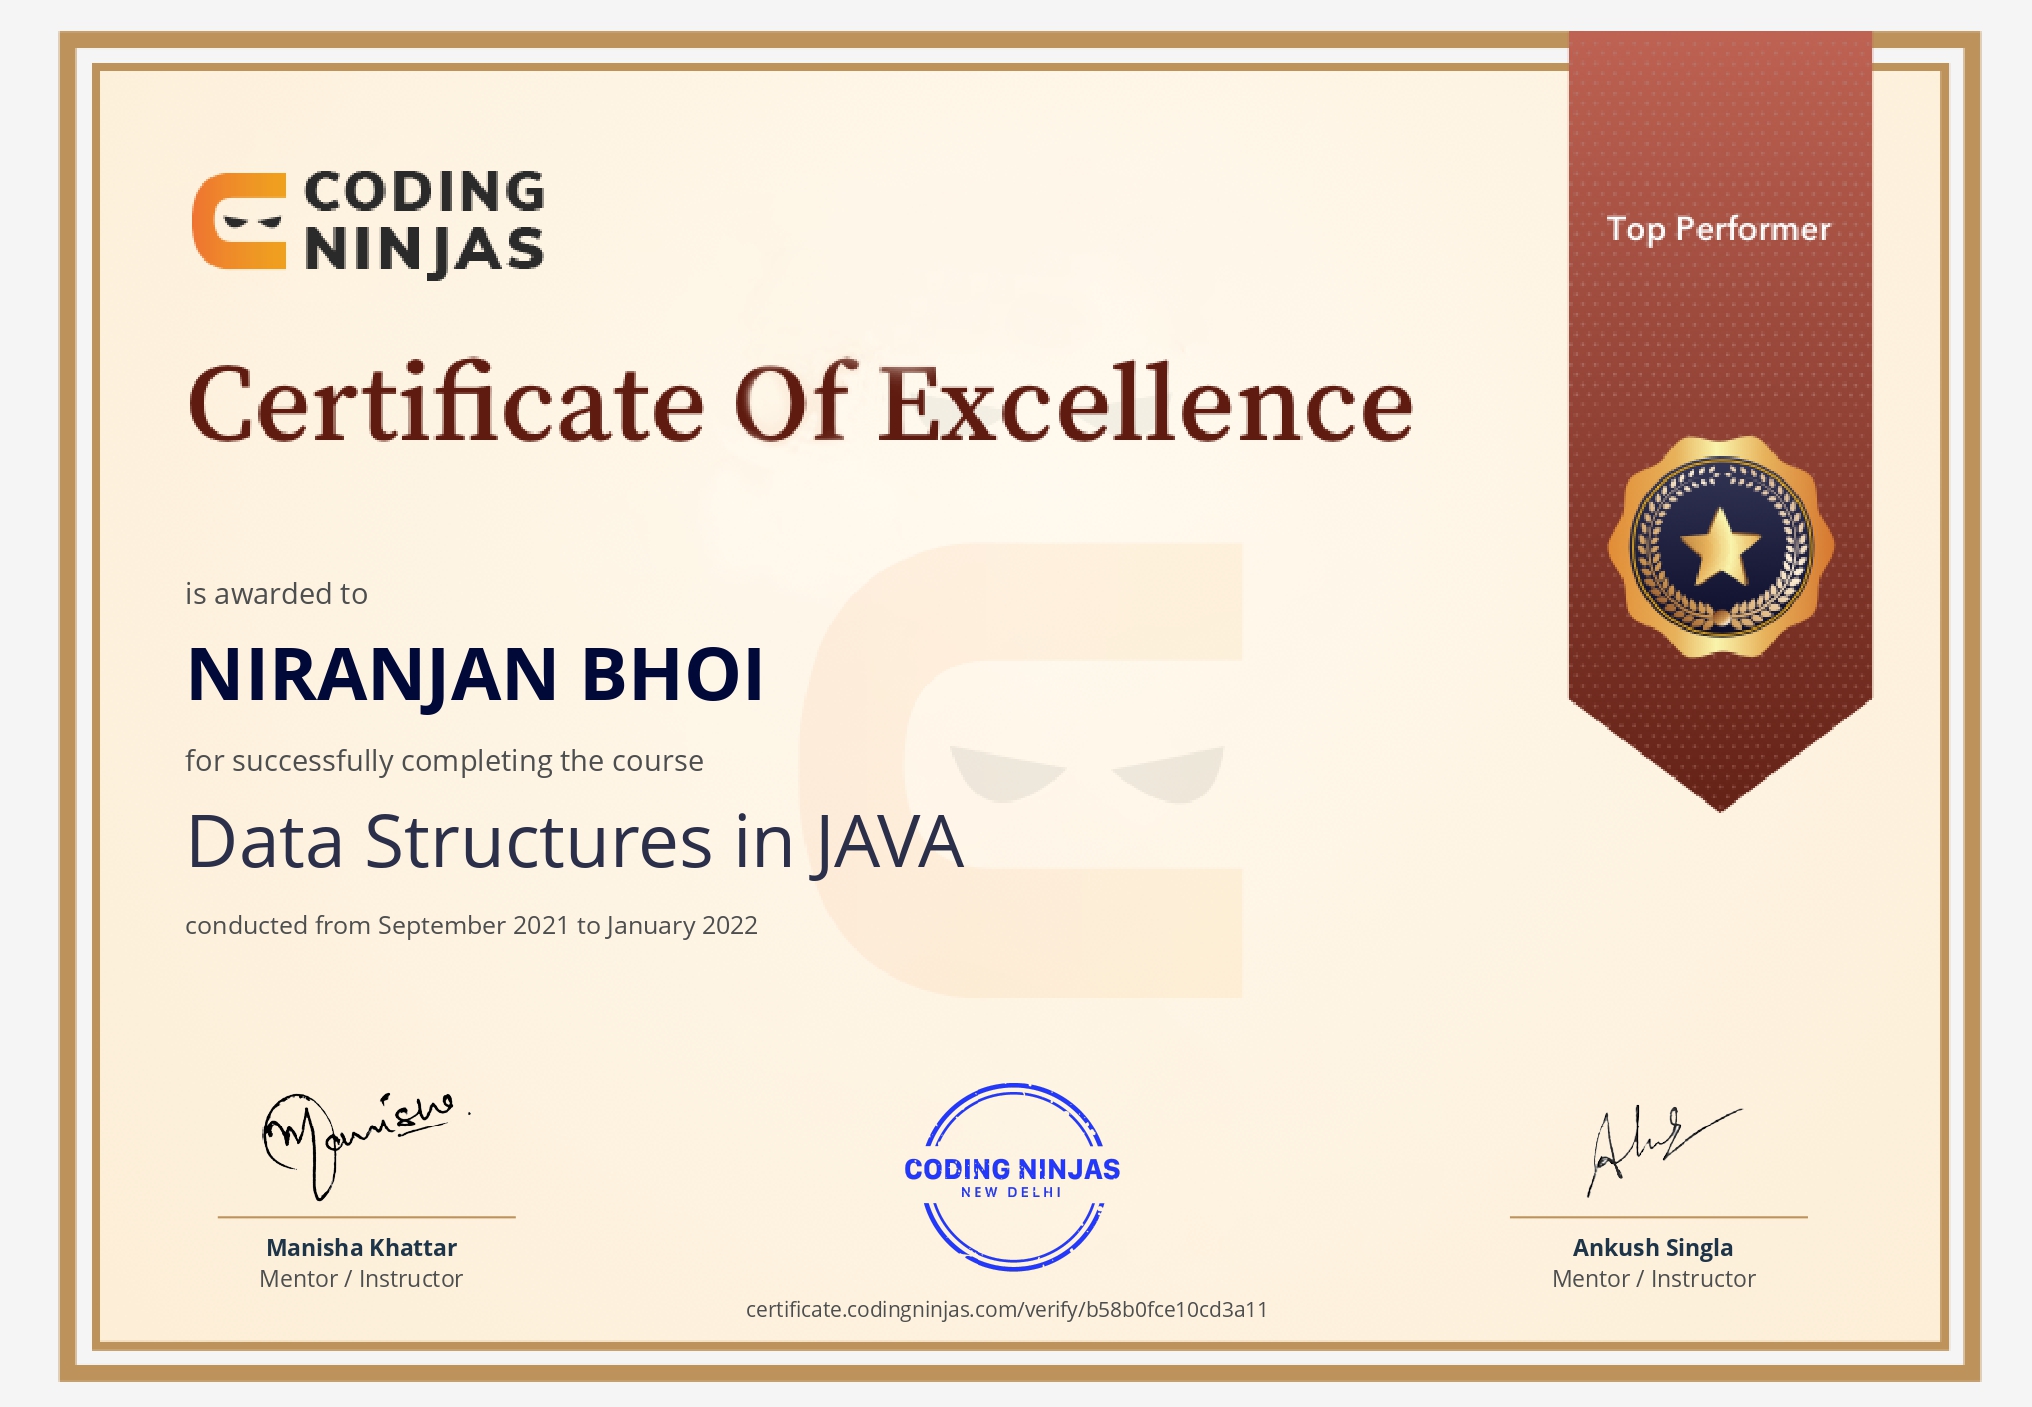 CODING
NINJAS
Top Performer
Certificate Of Excellence
is awarded to
NIRANJAN BHOI
for successfully completing the course
Data Structures in JAVA
conducted from September 2021 to January 2022
Manisha
CODING NINJAS
NEW DELHI
Manisha Khattar
Mentor / Instructor
Ankush Singla
Mentor / Instructor
certificate.codingninjas.com/verify/b58b0fce10cd3a11